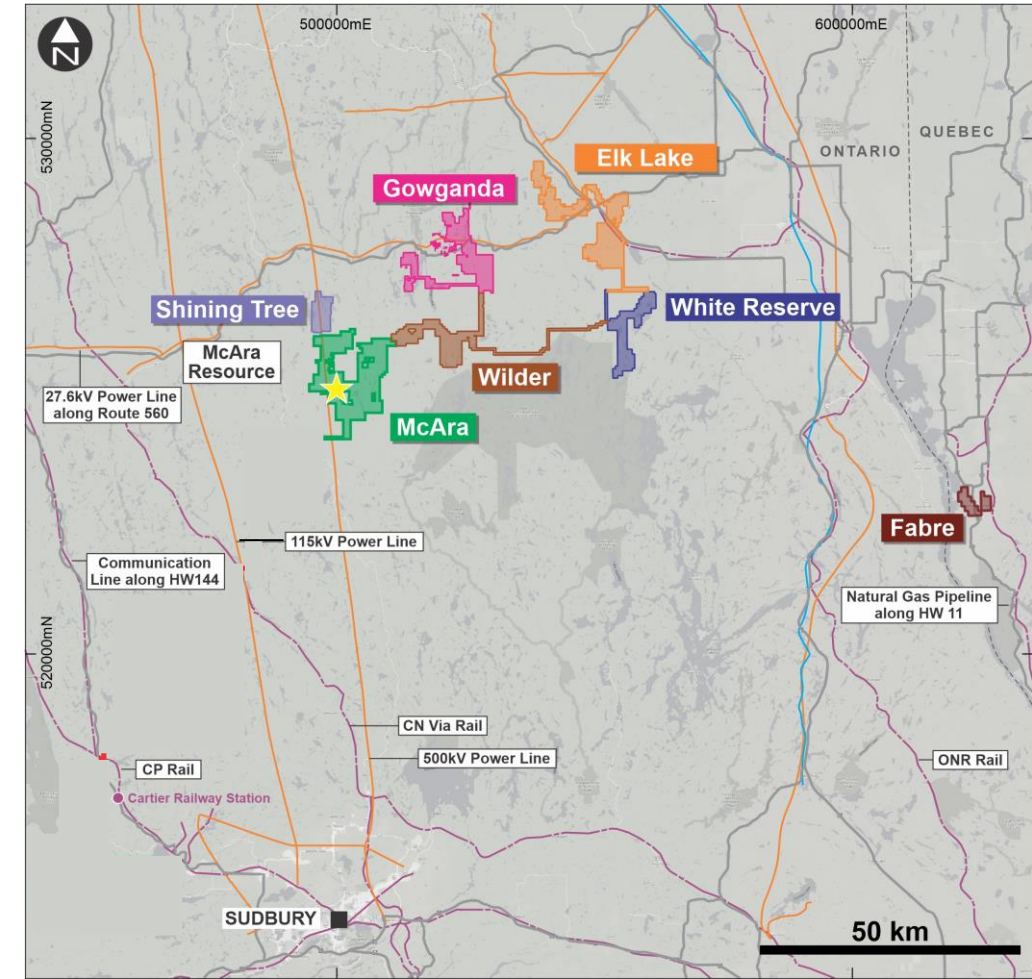 500000mE
600000mE
N
530000mN
QUEBEC
ONTARIO
Elk Lake
Gowganda
Shining Tree
White Reserve
McAra
Resource
Wilder
27.6kV Power Line
along Route 560
McAra
Fabre
115kV Power Line
Communication
Line along HW144
Natural Gas Pipeline
along HW 11
520000mN
CN Via Rail
500kV Power Line
CP Rail
ONR Rail
Cartier Railway Station
SUDBURY
50 km